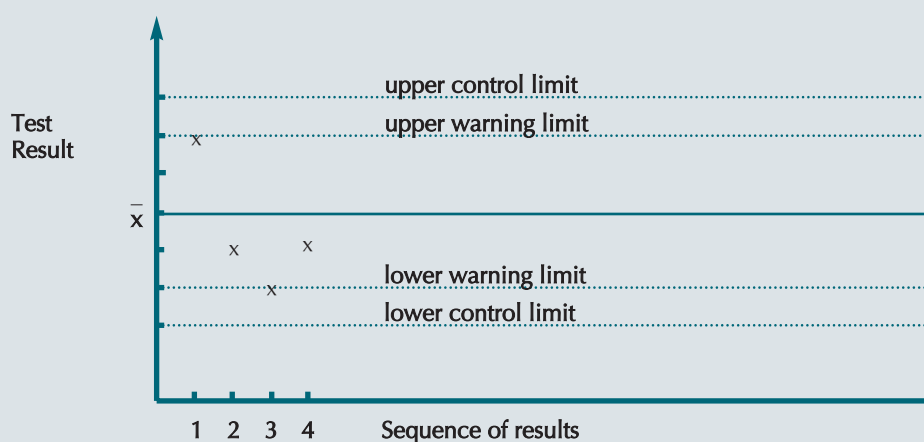 upper control limit
upper warning limit
Test
Result
x
x̄
x
x
lower warning limit
x
lower control limit
1 2 3 4 Sequence of results